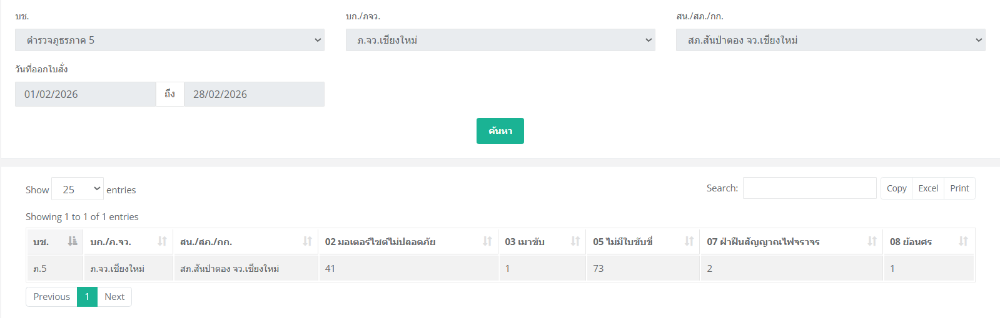 บช. บก./ภจว. สน./สภ./กก.
ตำรวจภูธรภาค 5 ภ.จว.เชียงใหม่ สภ.สันป่าตอง จว.เชียงใหม่
วันที่ออกใบสั่ง
01/02/2026 ถึง 28/02/2026
ค้นหา
Show 25 entries Search: Copy Excel Print
Showing 1 to 1 of 1 entries
บช. บก./ภ.จว. สน./สภ./กก. 02 มอเตอร์ไซต์ไม่ปลอดภัย 03 เมาขับ 05 ไม่มีใบขับขี่ 07 ฝ่าฝืนสัญญาณไฟจราจร 08 ย้อนศร
ภ.5 ภ.จว.เชียงใหม่ สภ.สันป่าตอง จว.เชียงใหม่ 41 1 73 2 1
Previous 1 Next